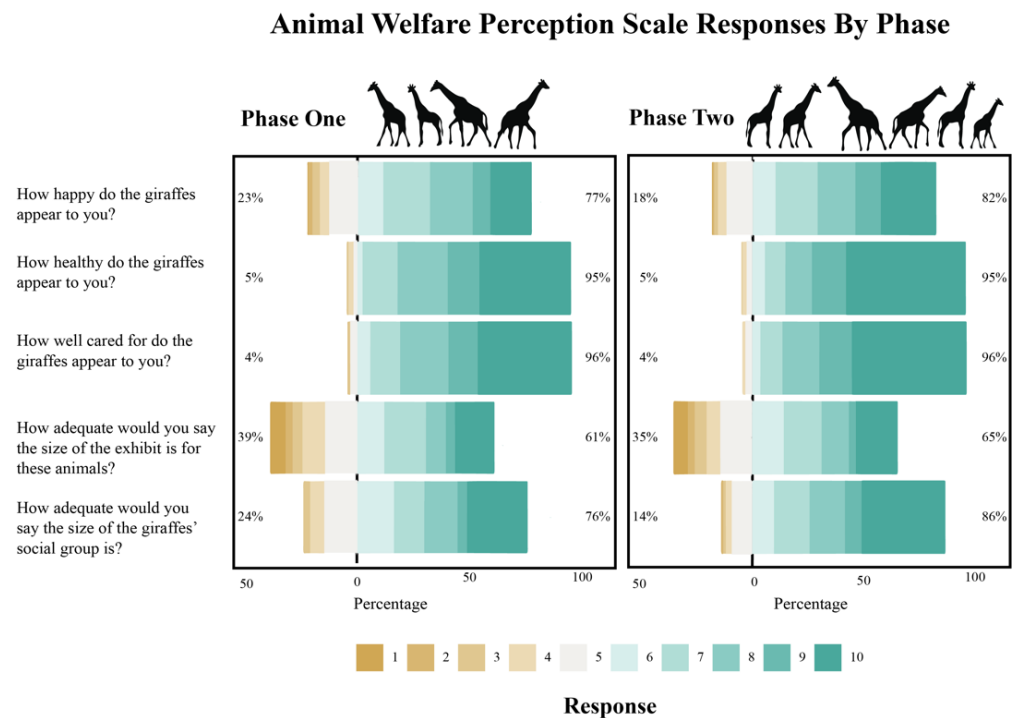 Animal Welfare Perception Scale Responses By Phase
Phase One
Phase Two
How happy do the giraffes
appear to you?
23%
77%
18%
82%
How healthy do the giraffes
appear to you?
5%
95%
5%
95%
How well cared for do the
giraffes appear to you?
4%
96%
4%
96%
How adequate would you say
the size of the exhibit is for
these animals?
39%
61%
35%
65%
How adequate would you
say the size of the giraffes’
social group is?
24%
76%
14%
86%
50 0 50 100
50 0 50 100
Percentage
Percentage
1 2 3 4 5 6 7 8 9 10
Response